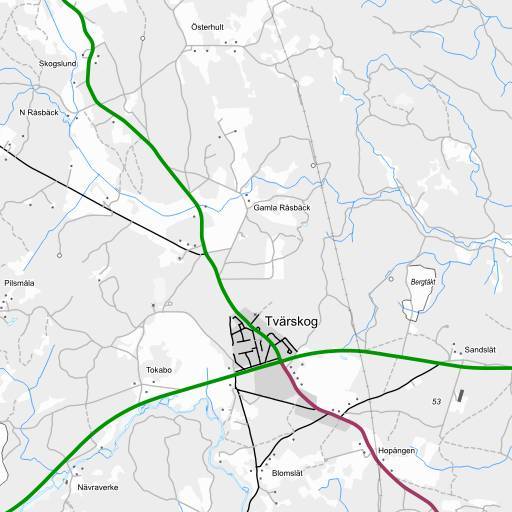 Österhult
Skogslund
N Råsbäck
Gamla Råsbäck
Pilsmåla
Bergtäkt
Tvärskog
Sandslät
Tokabo
53
Hopängen
Blomslät
Nävraverke